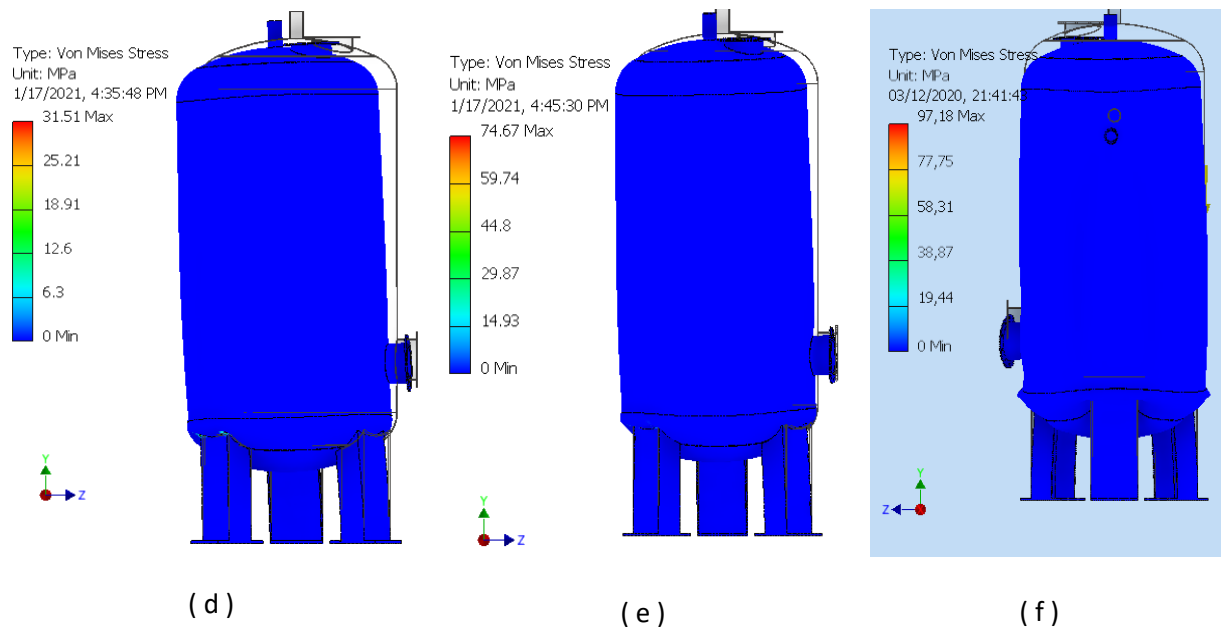 Type: Von Mises Stress
Unit: MPa
1/17/2021, 4:35:48 PM
31.51 Max
25.21
18.91
12.6
6.3
0 Min
Y
Z
( d )
Type: Von Mises Stress
Unit: MPa
1/17/2021, 4:45:30 PM
74.67 Max
59.74
44.8
29.87
14.93
0 Min
Y
Z
( e )
Type: Von Mises Stress
Unit: MPa
03/12/2020, 21:41:43
97,18 Max
77,75
58,31
38,87
19,44
0 Min
Y
Z
( f )